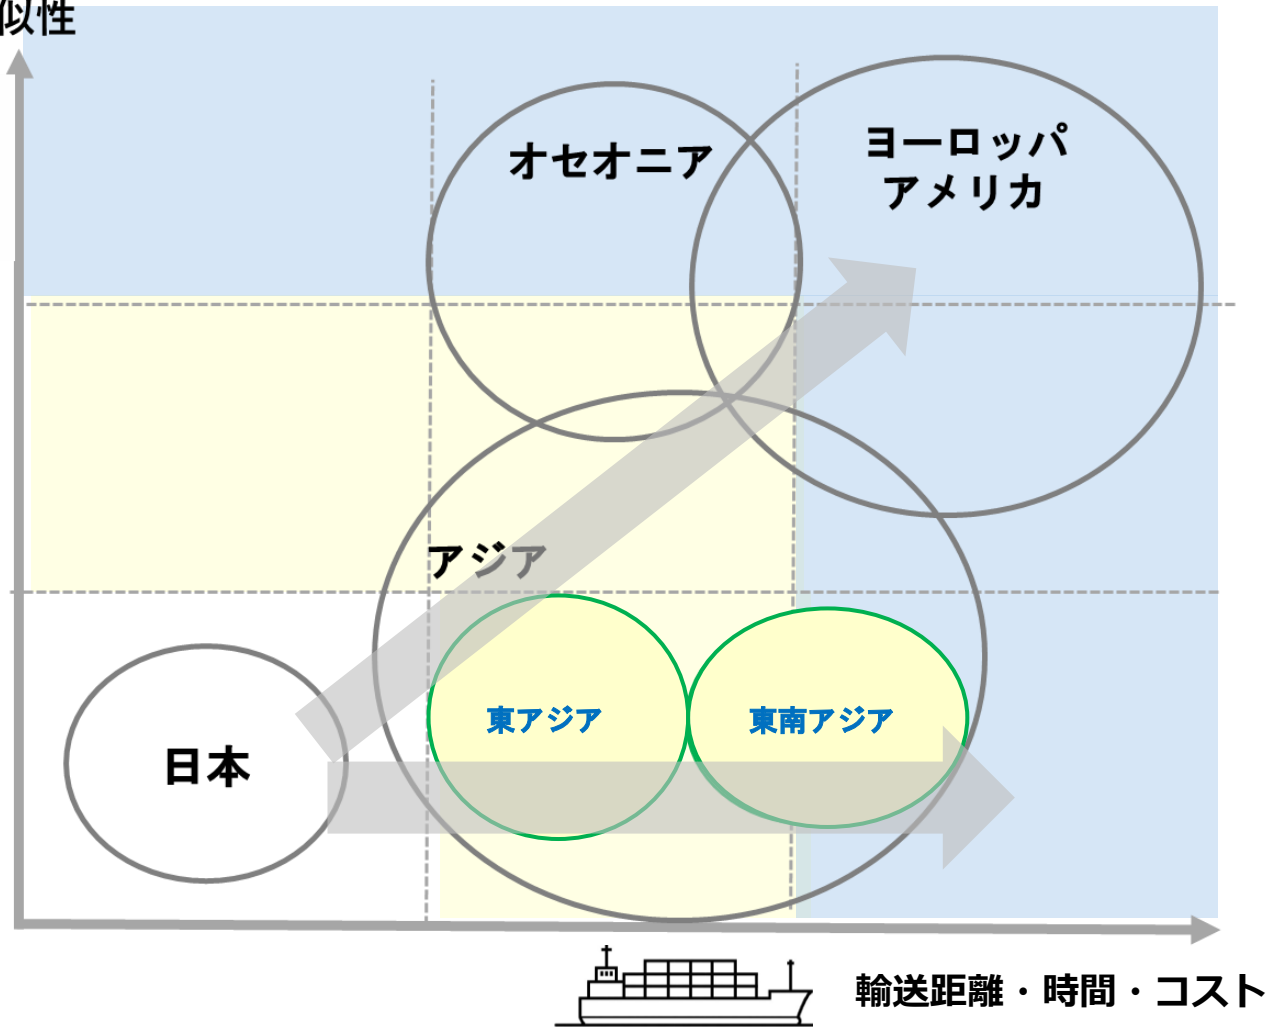 似性
オセオニア
ヨーロッパ
アメリカ
アジア
東アジア
東南アジア
日本
輸送距離・時間・コスト